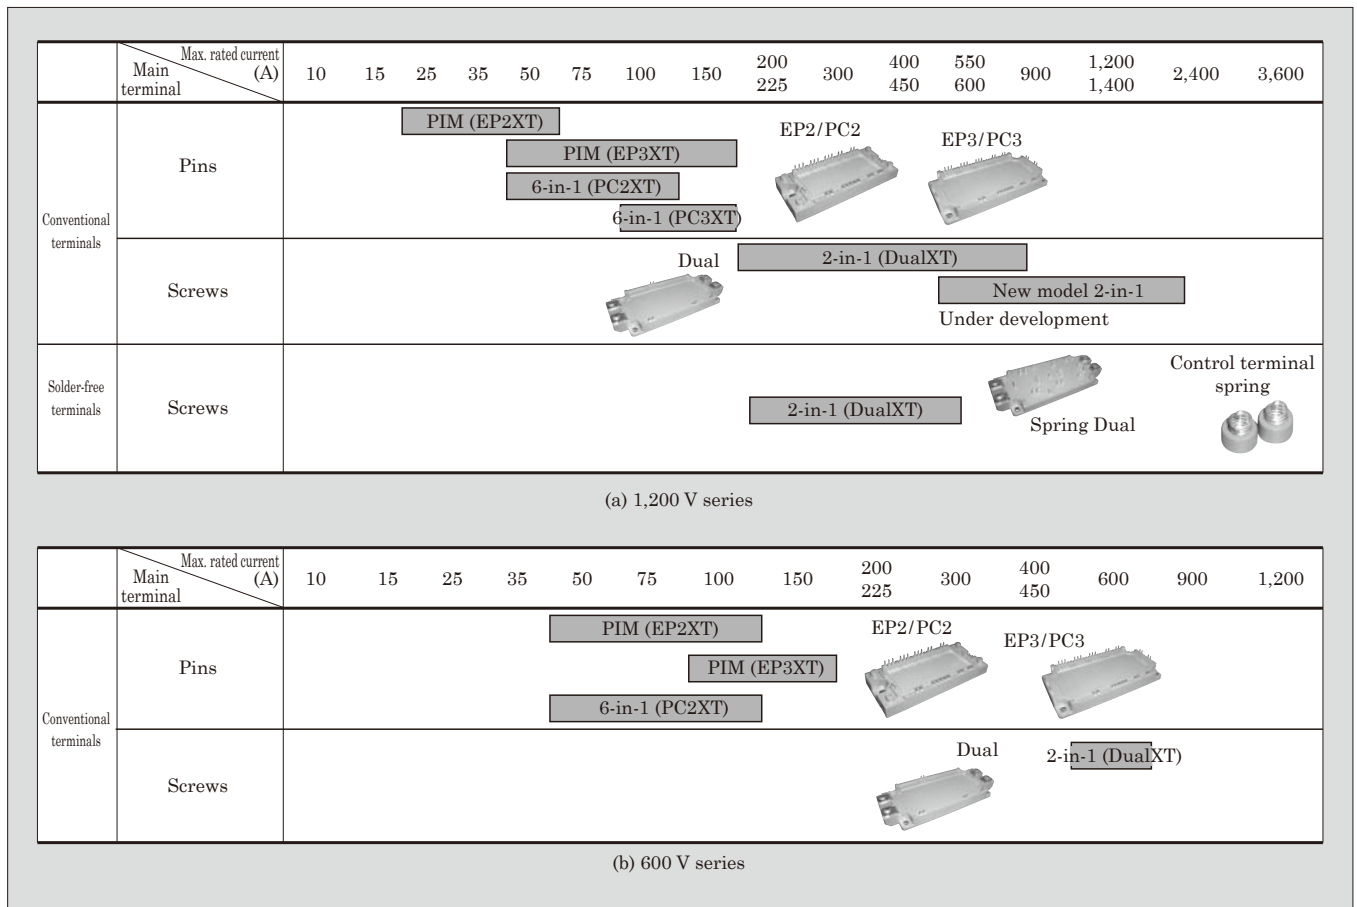 Max. rated current
(A)
Main
terminal
10 15 25 35 50 75 100 150 200 225 300 400 450 550 600 900 1,200 1,400 2,400 3,600
Conventional
terminals
Pins
PIM (EP2XT)
PIM (EP3XT)
6-in-1 (PC2XT)
6-in-1 (PC3XT)
EP2/PC2
EP3/PC3
Screws
Dual
2-in-1 (DualXT)
New model 2-in-1
Under development
Solder-free
terminals
Screws
2-in-1 (DualXT)
Spring Dual
Control terminal
spring
(a) 1,200 V series
Max. rated current
(A)
Main
terminal
10 15 25 35 50 75 100 150 200 225 300 400 450 600 900 1,200
Conventional
terminals
Pins
PIM (EP2XT)
PIM (EP3XT)
6-in-1 (PC2XT)
EP2/PC2
EP3/PC3
Screws
Dual
2-in-1 (DualXT)
(b) 600 V series